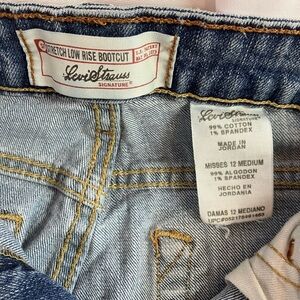 STRETCH LOW RISE BOOTCUT
Levi Strauss
SIGNATURE™
Levi Strauss
SIGNATURE
99% COTTON
1% SPANDEX
MADE IN
JORDAN
MISSES 12 MEDIUM
99% ALGODON
1% SPANDEX
HECHO EN
JORDANIA
DAMAS 12 MEDIANO